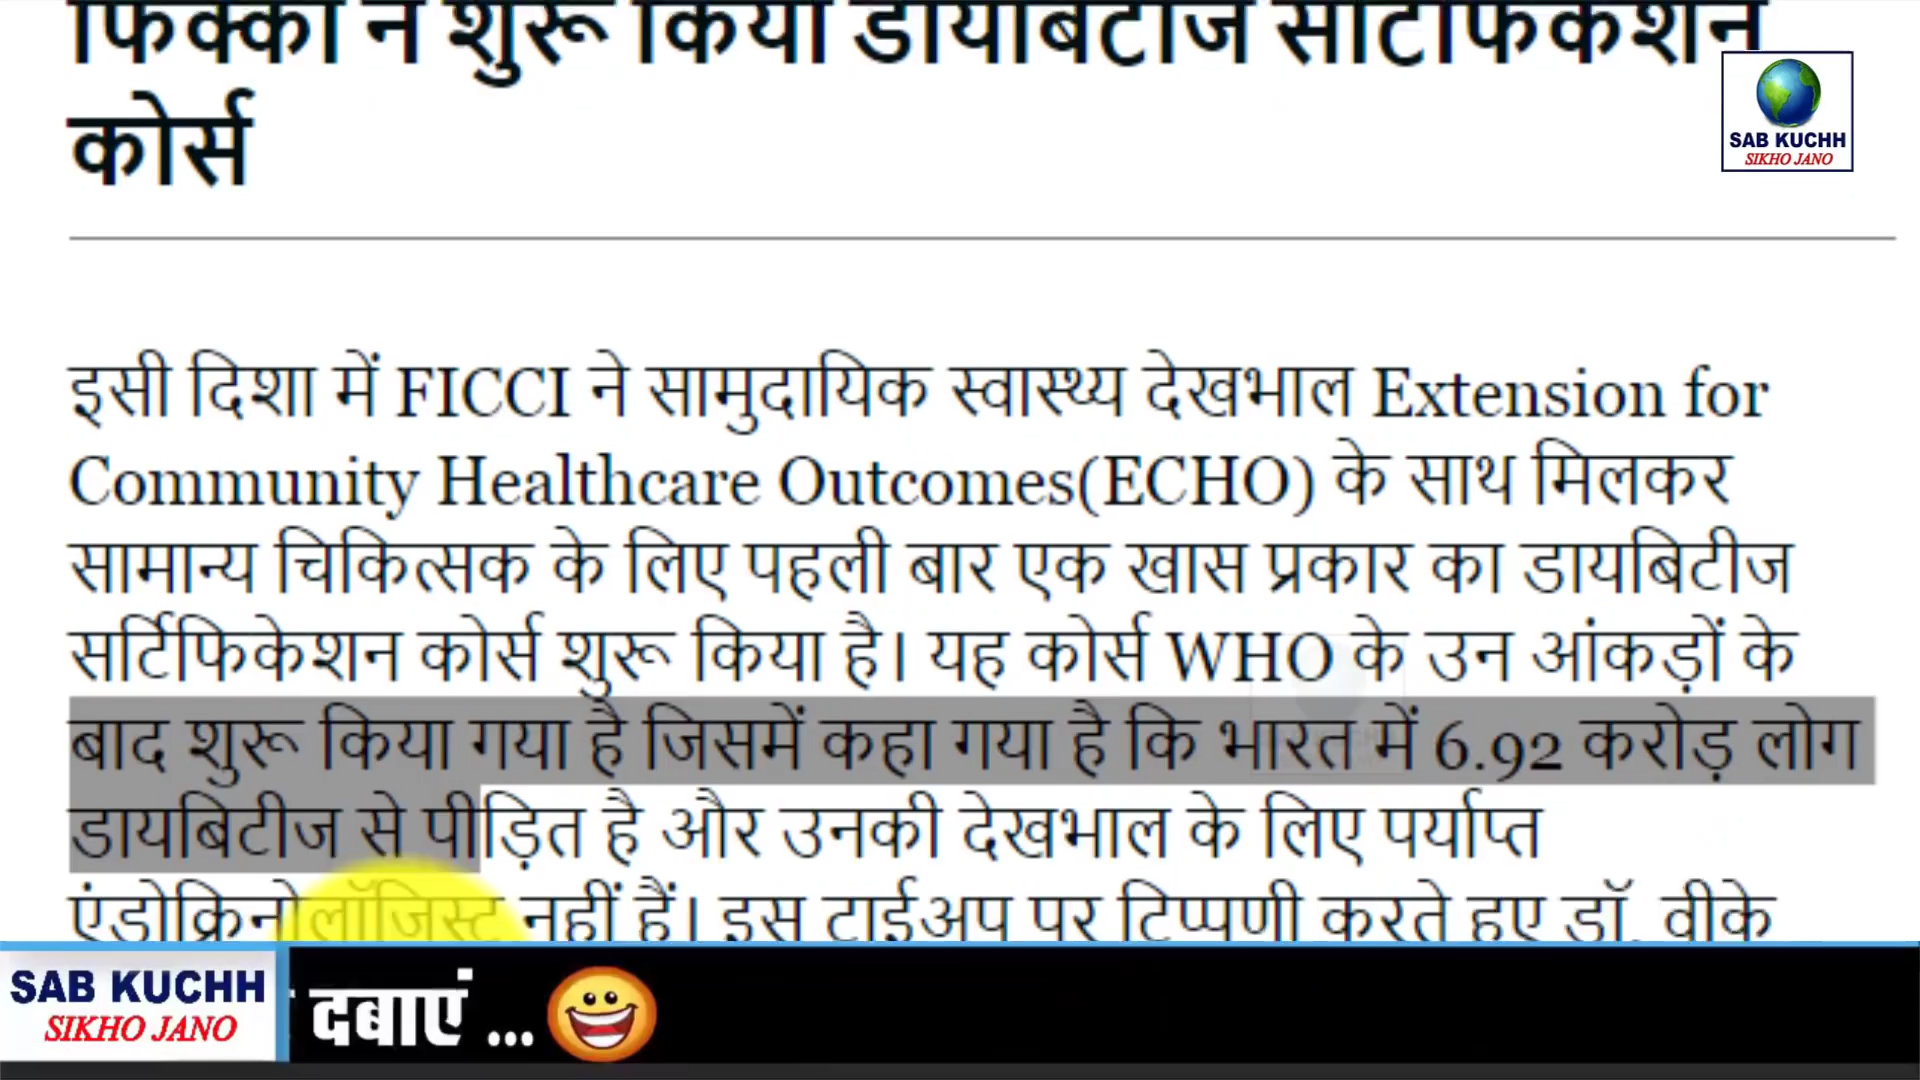 फिक्की ने शुरू किया डायबिटीज सर्टिफिकेशन
कोर्स
SAB KUCHH
SIKHO JANO
इसी दिशा में FICCI ने सामुदायिक स्वास्थ्य देखभाल Extension for
Community Healthcare Outcomes(ECHO) के साथ मिलकर
सामान्य चिकित्सक के लिए पहली बार एक खास प्रकार का डायबिटीज
सर्टिफिकेशन कोर्स शुरू किया है। यह कोर्स WHO के उन आंकड़ों के
बाद शुरू किया गया है जिसमें कहा गया है कि भारत में 6.92 करोड़ लोग
डायबिटीज से पीड़ित है और उनकी देखभाल के लिए पर्याप्त
एंडोक्रिनोलॉजिस्ट नहीं हैं। इस टाईअप पर टिप्पणी करते हुए डॉ. वीके
SAB KUCHH
SIKHO JANO
दबाएं ...